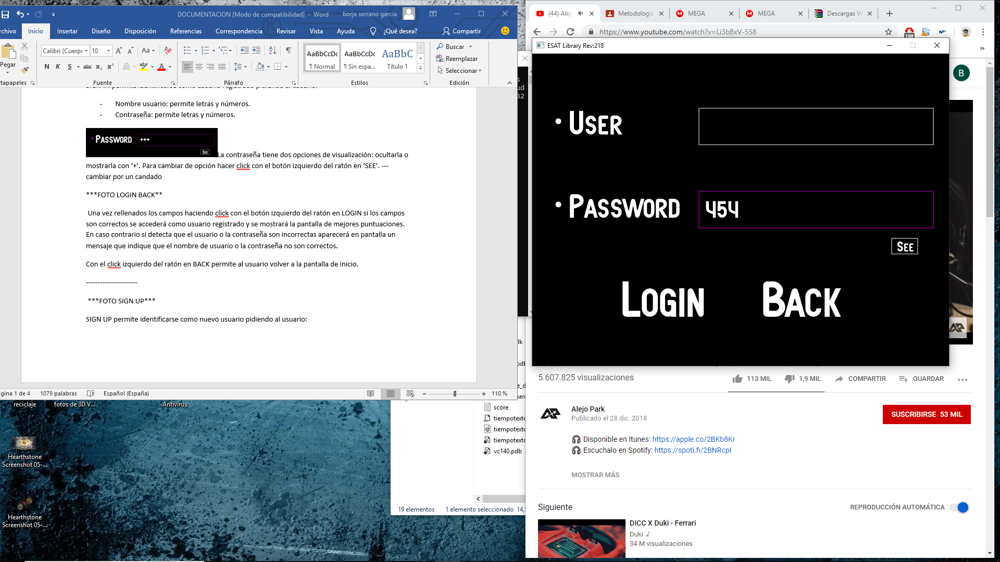 DOCUMENTACION [Modo de compatibilidad] - Word
borja serrano garcia
rchivo
Inicio
Insertar
Diseño
Disposición
Referencias
Correspondencia
Revisar
Vista
Ayuda
¿Qué desea?
Compartir
Pegar
Calibri (Cuerpo
10
Aa
N K S abc x₂ x²
AaBbCcDc AaBbCcDc AaBbC
¶ Normal ¶ Sin espa... Título 1
Buscar
Reemplazar
Seleccionar
rtapapeles
Fuente
Párrafo
Estilos
Edición
- Nombre usuario: permite letras y números.
- Contraseña: permite letras y números.
• Password +++
See
La contraseña tiene dos opciones de visualización: ocultarla o
mostrarla con ‘+’. Para cambiar de opción hacer click con el botón izquierdo del ratón en ‘SEE’. ---
cambiar por un candado
***FOTO LOGIN BACK**
Una vez rellenados los campos haciendo click con el botón izquierdo del ratón en LOGIN si los campos
son correctos se accederá como usuario registrado y se mostrará la pantalla de mejores puntuaciones.
En caso contrario si detecta que el usuario o la contraseña son incorrectas aparecerá en pantalla un
mensaje que indique que el nombre de usuario o la contraseña no son correctos.
Con el click izquierdo del ratón en BACK permite al usuario volver a la pantalla de inicio.
----------------------
***FOTO SIGN UP***
SIGN UP permite identificarse como nuevo usuario pidiendo al usuario:
gina 1 de 4
1079 palabras
Español (España)
110 %
reciclaje
fotos de 3D V...
Antivirus
Hearthstone
Screenshot 05-...
Hearthstone
Screenshot 05-...
s
ud
32
lk
pdb
e_d
parc
score
tiempotexto
tiempotexto
tiempotexto
vc140.pdb
19 elementos
1 elemento seleccionado 14,
(44) Alejo
Metodología
MEGA
MEGA
Descargas W
https://www.youtube.com/watch?v=Li3bBxV-558
180
ESAT Library Rev:218
• User
• Password 454
See
Login
Back
B
AP
5.607.825 visualizaciones
113 MIL
1,9 MIL
COMPARTIR
GUARDAR
Alejo Park
Publicado el 28 dic. 2018
SUSCRIBIRSE 53 MIL
Disponible en Itunes: https://apple.co/2BKb8Kr
Escuchalo en Spotify: https://spoti.fi/2BNRcpI
MOSTRAR MÁS
Siguiente
REPRODUCCIÓN AUTOMÁTICA
DICC X Duki - Ferrari
Duki
34 M visualizaciones